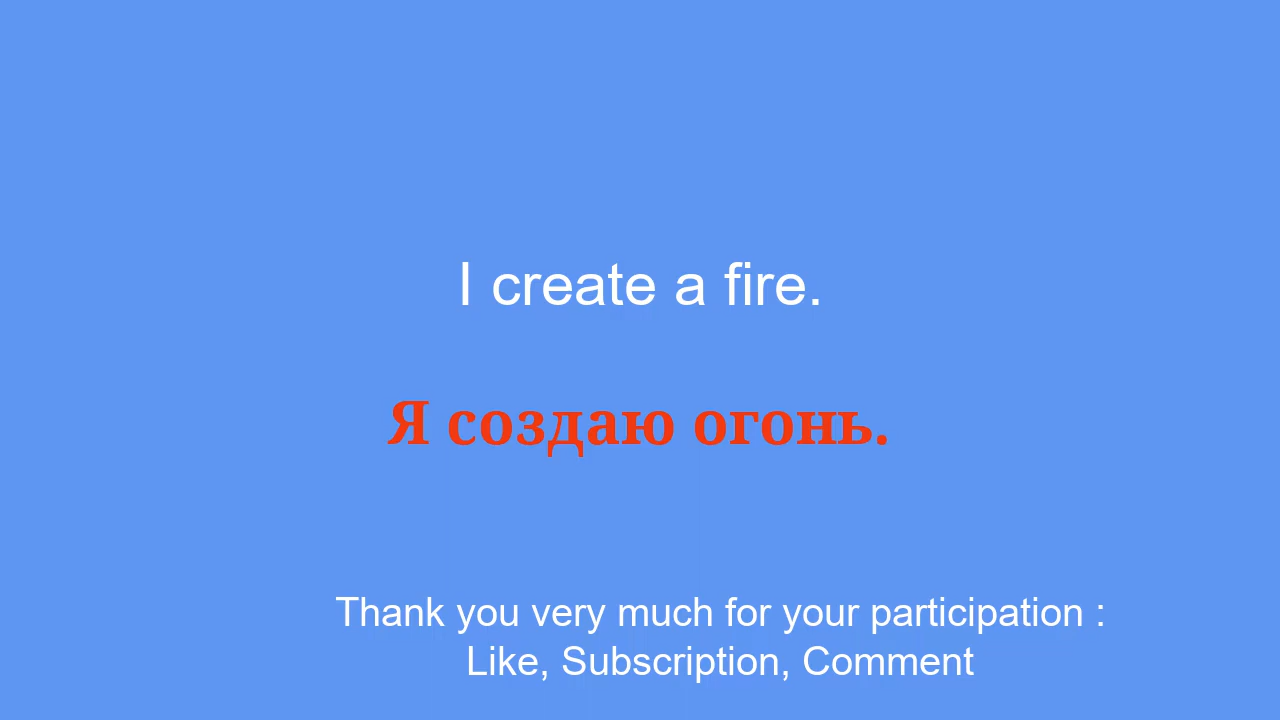 I create a fire.
Я создаю огонь.
Thank you very much for your participation :
Like, Subscription, Comment